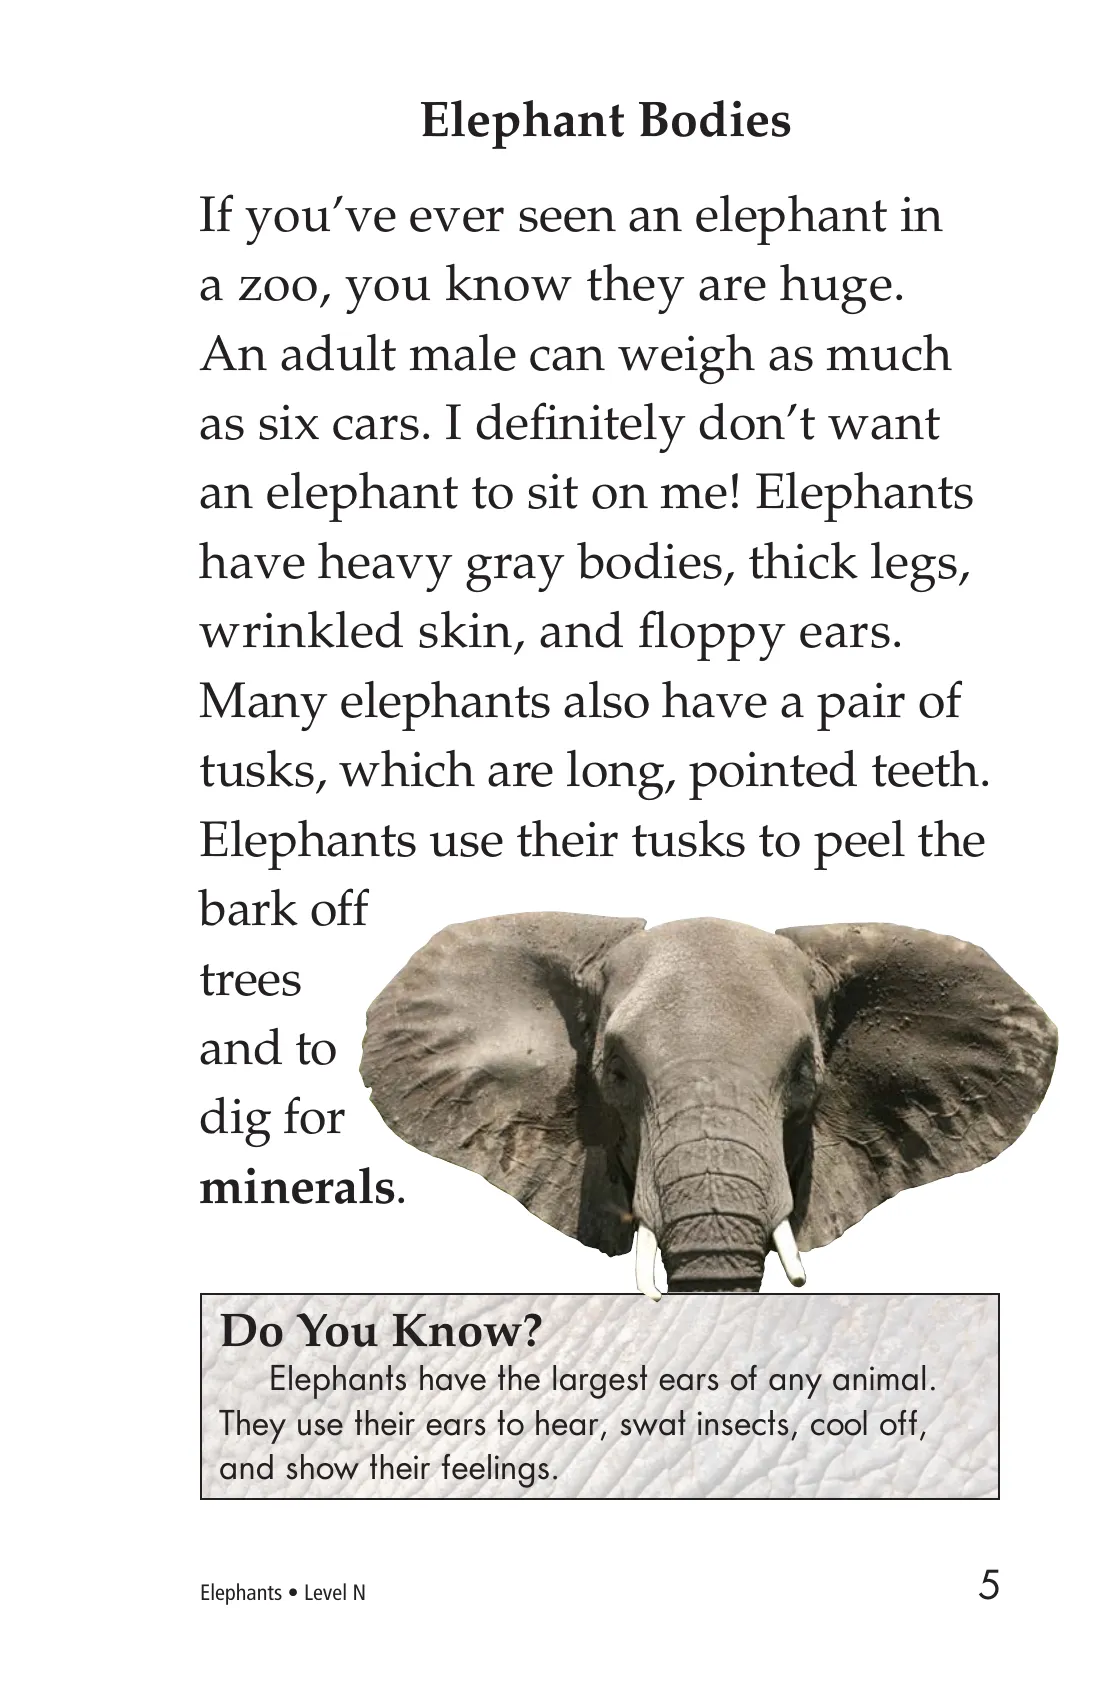 Elephant Bodies
If you’ve ever seen an elephant in
a zoo, you know they are huge.
An adult male can weigh as much
as six cars. I definitely don’t want
an elephant to sit on me! Elephants
have heavy gray bodies, thick legs,
wrinkled skin, and floppy ears.
Many elephants also have a pair of
tusks, which are long, pointed teeth.
Elephants use their tusks to peel the
bark off
trees
and to
dig for
minerals.
Do You Know?
Elephants have the largest ears of any animal.
They use their ears to hear, swat insects, cool off,
and show their feelings.
Elephants • Level N
5